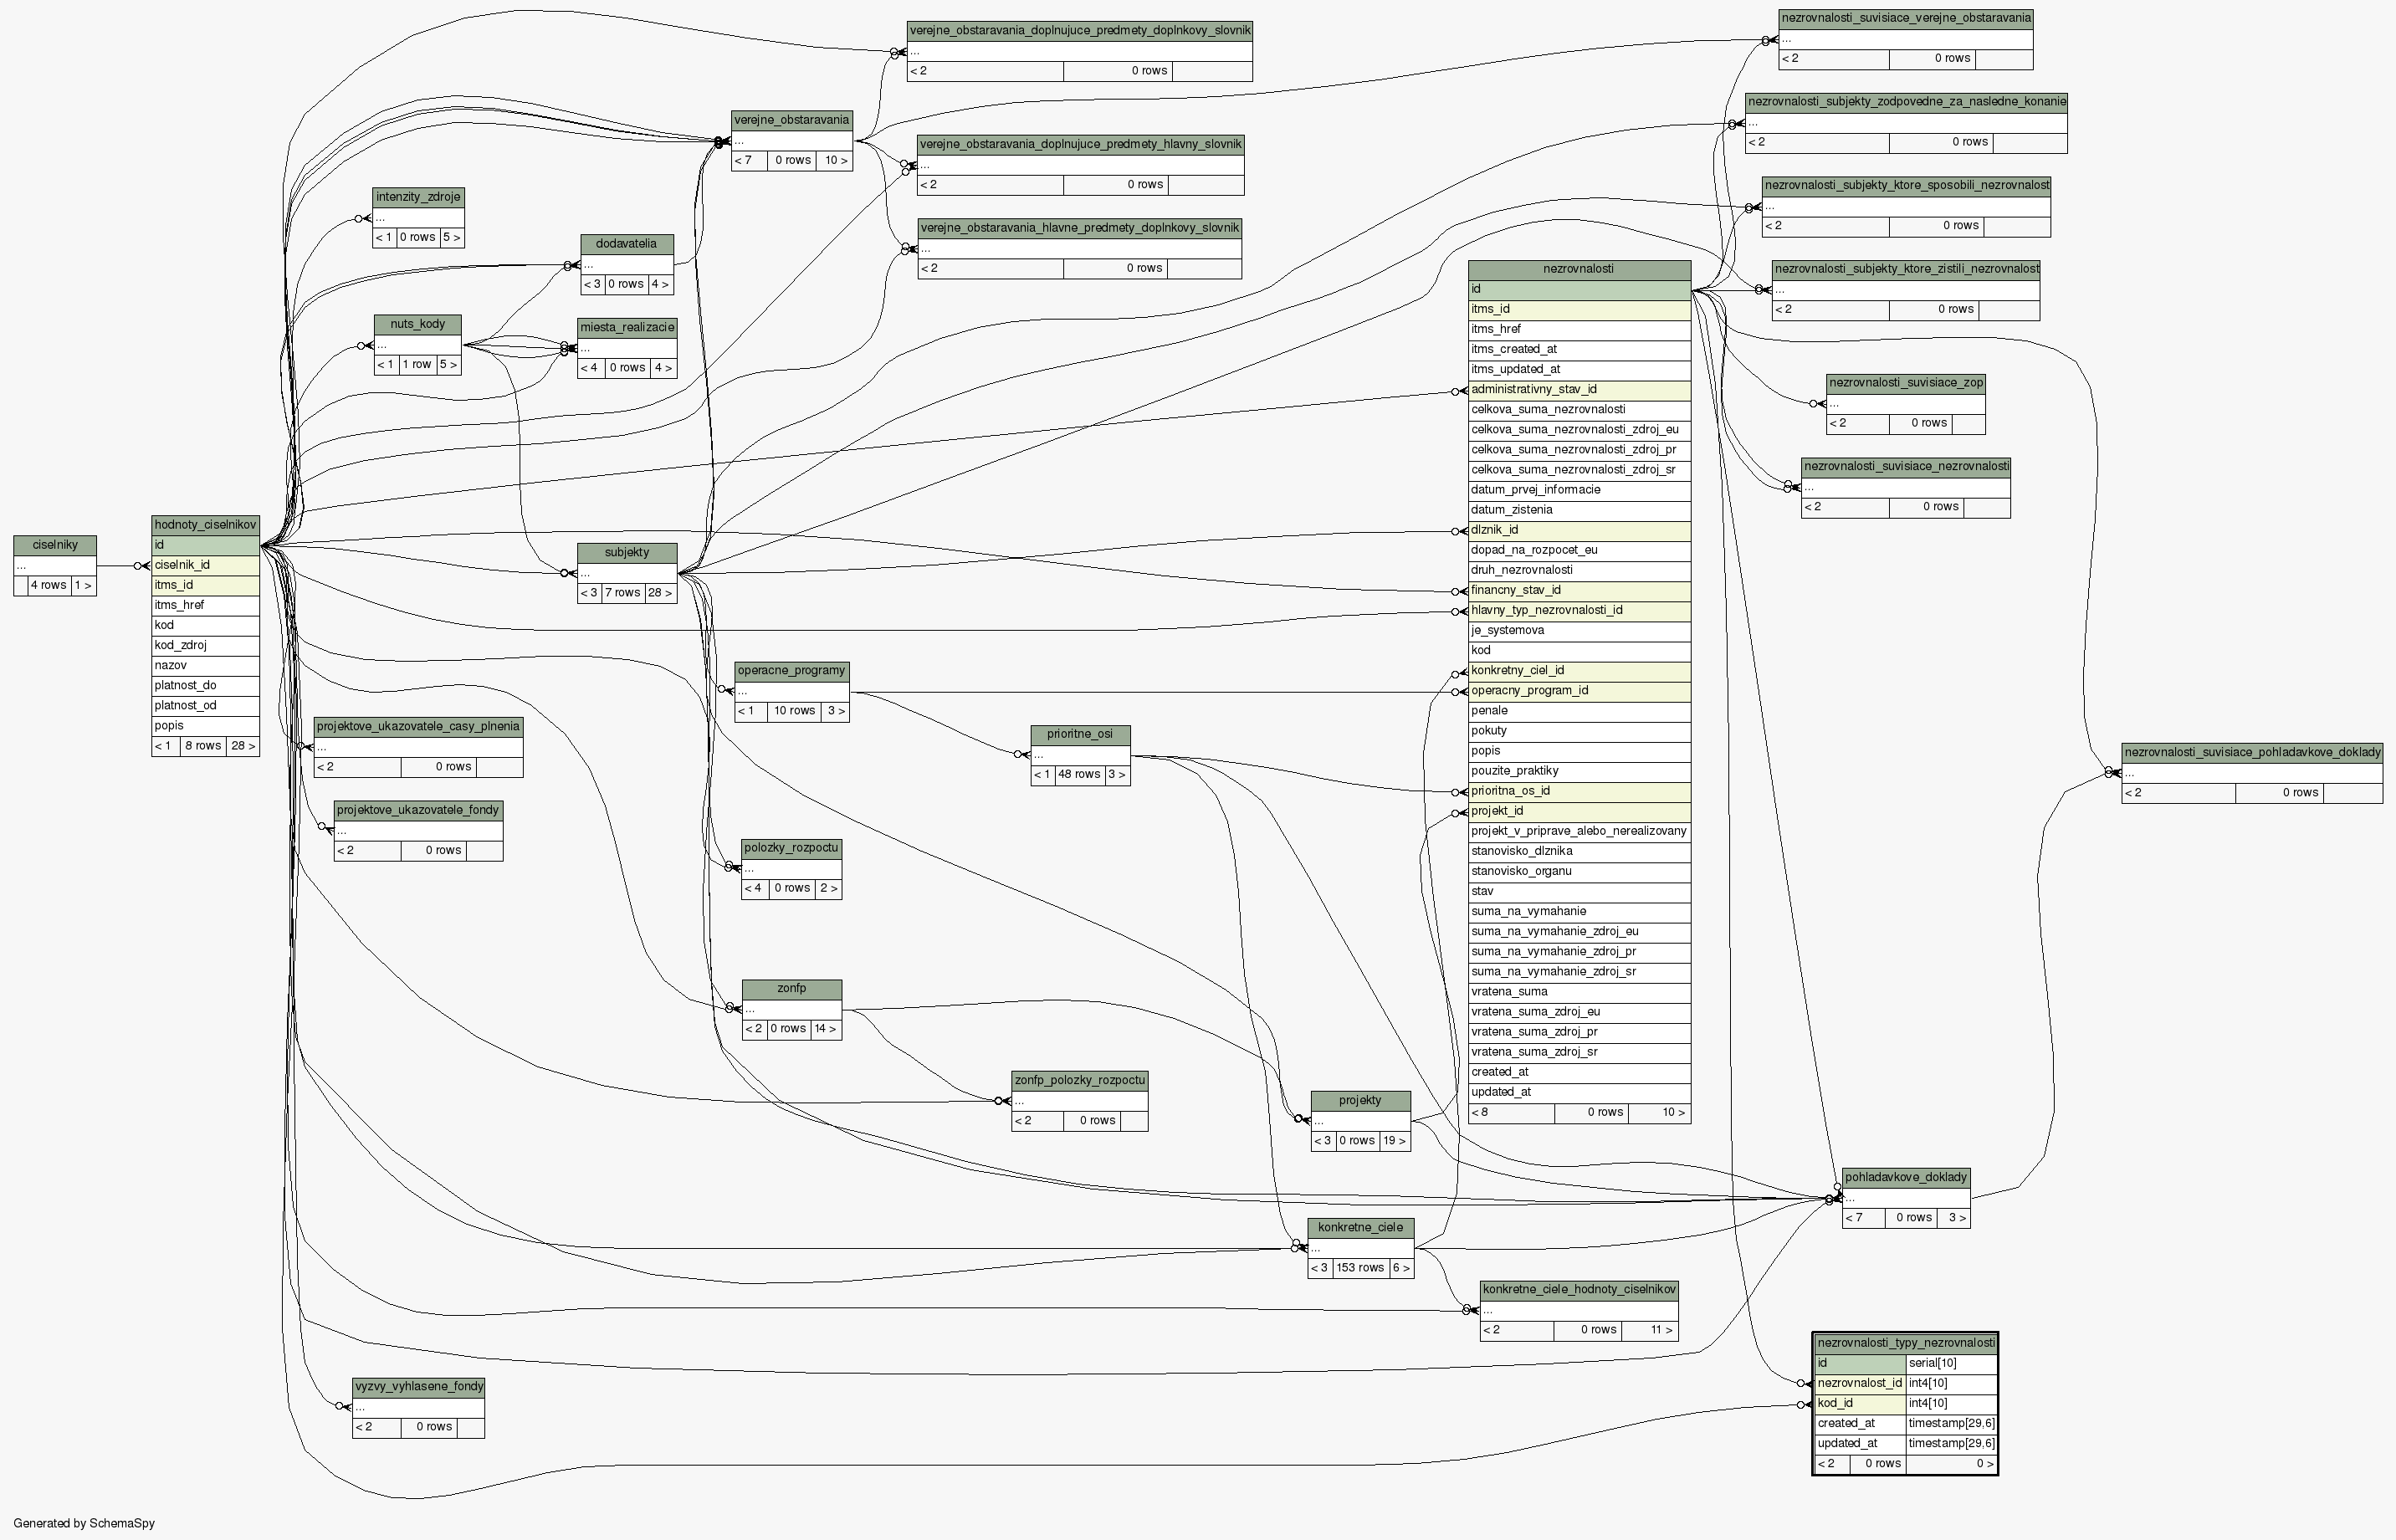 verejne_obstaravania_doplnujuce_predmety_doplnkovy_slovnik
...
< 2 0 rows
nezrovnalosti_suvisiace_verejne_obstaravania
...
< 2 0 rows
nezrovnalosti_subjekty_zodpovedne_za_nasledne_konanie
...
< 2 0 rows
verejne_obstaravania
...
< 7 0 rows 10 >
verejne_obstaravania_doplnujuce_predmety_hlavny_slovnik
...
< 2 0 rows
nezrovnalosti_subjekty_ktore_sposobili_nezrovnalost
...
< 2 0 rows
intenzity_zdroje
...
< 1 0 rows 5 >
verejne_obstaravania_hlavne_predmety_doplnkovy_slovnik
...
< 2 0 rows
dodavatelia
...
< 3 0 rows 4 >
nezrovnalosti_subjekty_ktore_zistili_nezrovnalost
...
< 2 0 rows
nuts_kody
...
< 1 1 row 5 >
miesta_realizacie
...
< 4 0 rows 4 >
nezrovnalosti
id
itms_id
itms_href
itms_created_at
itms_updated_at
administrativny_stav_id
celkova_suma_nezrovnalosti
celkova_suma_nezrovnalosti_zdroj_eu
celkova_suma_nezrovnalosti_zdroj_pr
celkova_suma_nezrovnalosti_zdroj_sr
datum_prvej_informacie
datum_zistenia
dlznik_id
dopad_na_rozpocet_eu
druh_nezrovnalosti
financny_stav_id
hlavny_typ_nezrovnalosti_id
je_systemova
kod
konkretny_ciel_id
operacny_program_id
penale
pokuty
popis
pouzite_praktiky
prioritna_os_id
projekt_id
projekt_v_priprave_alebo_nerealizovany
stanovisko_dlznika
stanovisko_organu
stav
suma_na_vymahanie
suma_na_vymahanie_zdroj_eu
suma_na_vymahanie_zdroj_pr
suma_na_vymahanie_zdroj_sr
vratena_suma
vratena_suma_zdroj_eu
vratena_suma_zdroj_pr
vratena_suma_zdroj_sr
created_at
updated_at
< 8 0 rows 10 >
nezrovnalosti_suvisiace_zop
...
< 2 0 rows
nezrovnalosti_suvisiace_nezrovnalosti
...
< 2 0 rows
ciselniky
...
4 rows 1 >
hodnoty_ciselnikov
id
ciselnik_id
itms_id
itms_href
kod
kod_zdroj
nazov
platnost_do
platnost_od
popis
< 1 8 rows 28 >
subjekty
...
< 3 7 rows 28 >
operacne_programy
...
< 1 10 rows 3 >
projektove_ukazovatele_casy_plnenia
...
< 2 0 rows
prioritne_osi
...
< 1 48 rows 3 >
nezrovnalosti_suvisiace_pohladavkove_doklady
...
< 2 0 rows
projektove_ukazovatele_fondy
...
< 2 0 rows
polozky_rozpoctu
...
< 4 0 rows 2 >
zonfp
...
< 2 0 rows 14 >
zonfp_polozky_rozpoctu
...
< 2 0 rows
projekty
...
< 3 0 rows 19 >
pohladavkove_doklady
...
< 7 0 rows 3 >
konkretne_ciele
...
< 3 153 rows 6 >
konkretne_ciele_hodnoty_ciselnikov
...
< 2 0 rows 11 >
nezrovnalosti_typy_nezrovnalosti
id serial[10]
nezrovnalost_id int4[10]
kod_id int4[10]
created_at timestamp[29,6]
updated_at timestamp[29,6]
< 2 0 rows 0 >
vyzvy_vyhlasene_fondy
...
< 2 0 rows
Generated by SchemaSpy